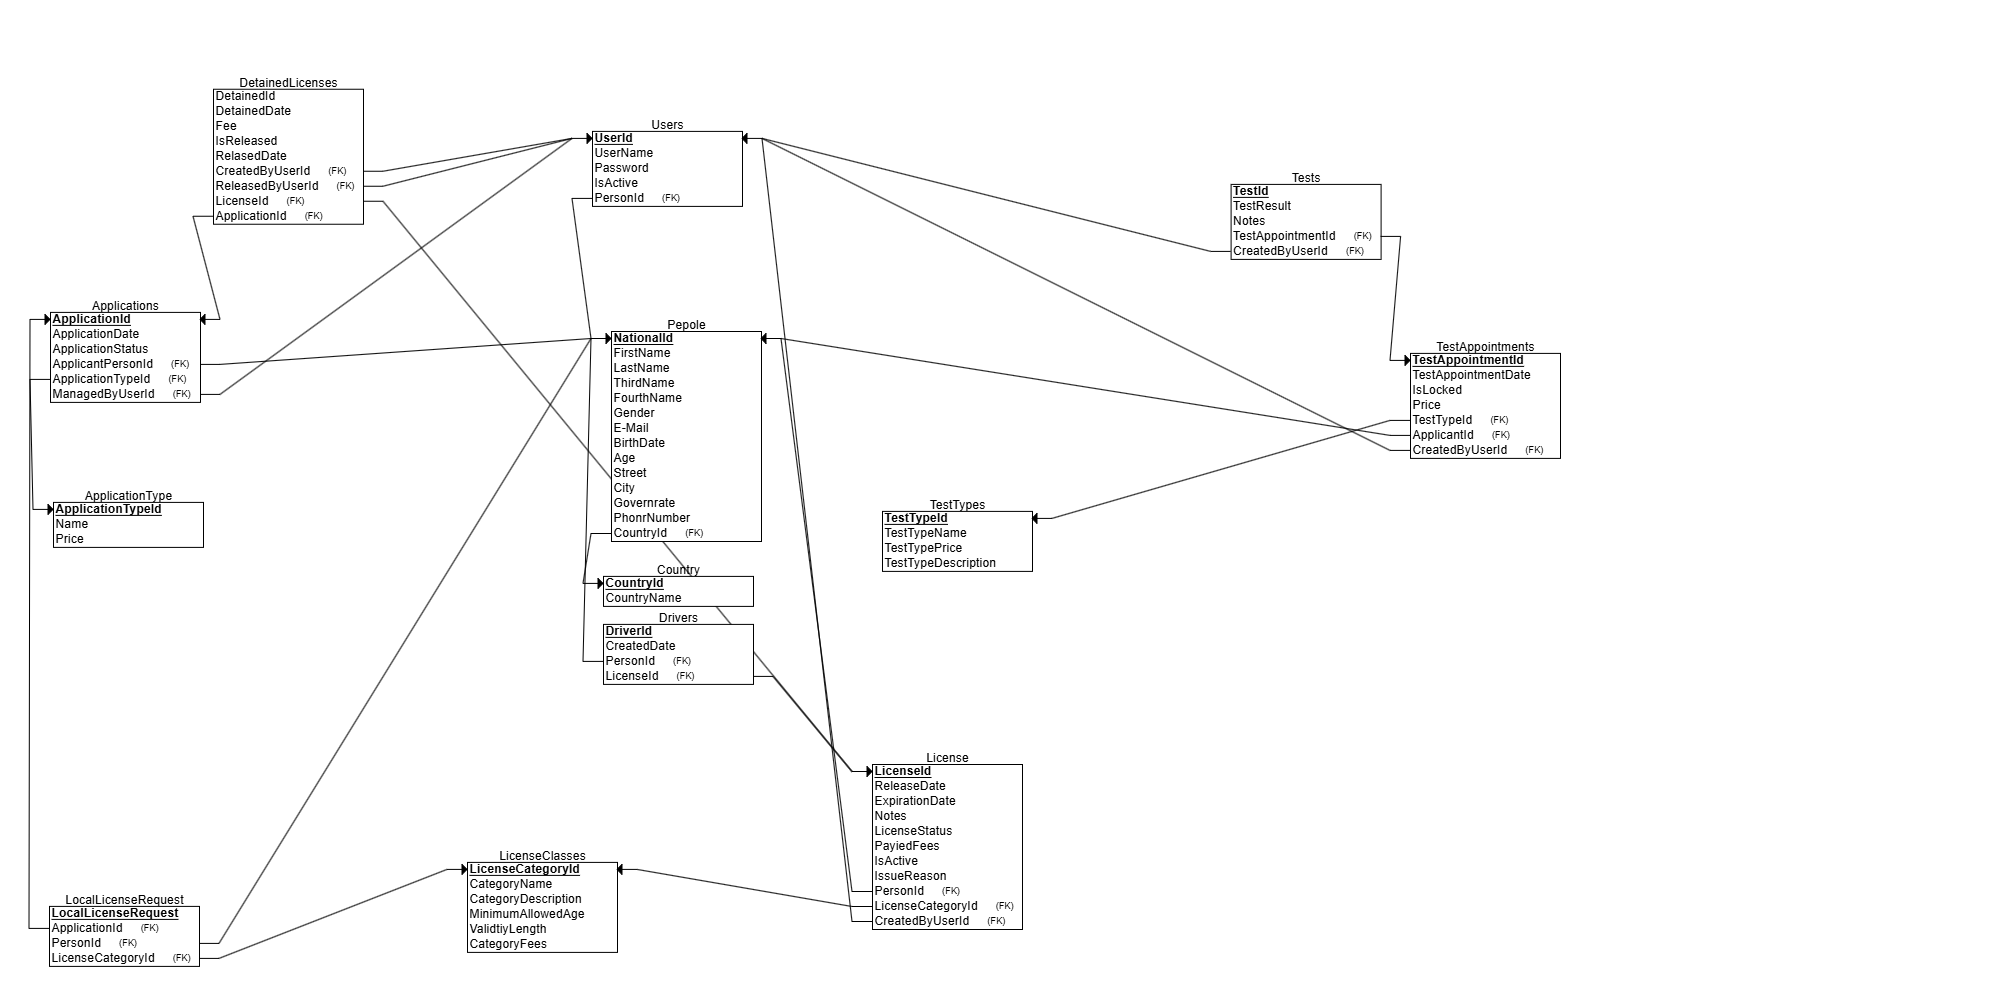 DetainedLicenses
DetainedId
DetainedDate
Fee
IsReleased
RelasedDate
CreatedByUserId (FK)
ReleasedByUserId (FK)
LicenseId (FK)
ApplicationId (FK)
Users
UserId
UserName
Password
IsActive
PersonId (FK)
Tests
TestId
TestResult
Notes
TestAppointmentId (FK)
CreatedByUserId (FK)
Applications
ApplicationId
ApplicationDate
ApplicationStatus
ApplicantPersonId (FK)
ApplicationTypeId (FK)
ManagedByUserId (FK)
Pepole
NationalId
FirstName
LastName
ThirdName
FourthName
Gender
E-Mail
BirthDate
Age
Street
City
Governrate
PhonrNumber
CountryId (FK)
TestAppointments
TestAppointmentId
TestAppointmentDate
IsLocked
Price
TestTypeId (FK)
ApplicantId (FK)
CreatedByUserId (FK)
ApplicationType
ApplicationTypeId
Name
Price
TestTypes
TestTypeId
TestTypeName
TestTypePrice
TestTypeDescription
Country
CountryId
CountryName
Drivers
DriverId
CreatedDate
PersonId (FK)
LicenseId (FK)
License
LicenseId
ReleaseDate
ExpirationDate
Notes
LicenseStatus
PayiedFees
IsActive
IssueReason
PersonId (FK)
LicenseCategoryId (FK)
CreatedByUserId (FK)
LicenseClasses
LicenseCategoryId
CategoryName
CategoryDescription
MinimumAllowedAge
ValidtiyLength
CategoryFees
LocalLicenseRequest
LocalLicenseRequest
ApplicationId (FK)
PersonId (FK)
LicenseCategoryId (FK)